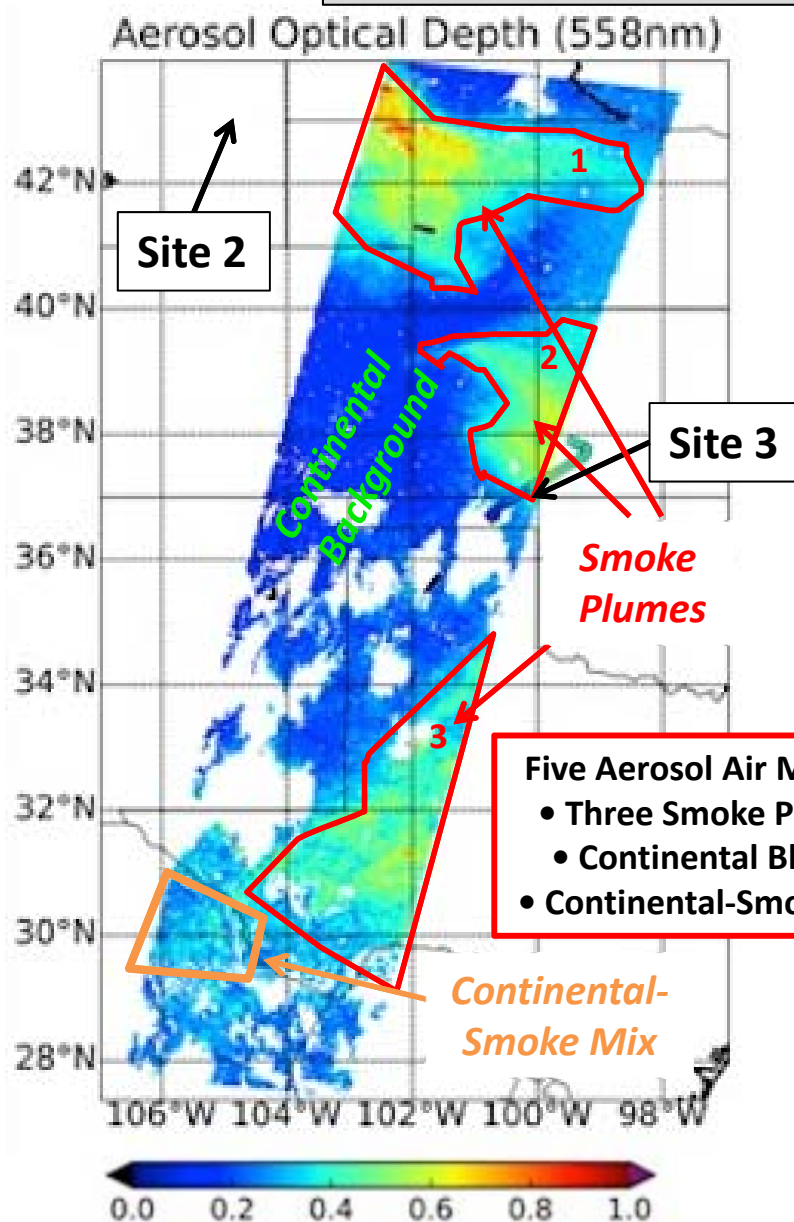 Aerosol Optical Depth (558nm)
42°N
40°N
38°N
36°N
34°N
32°N
30°N
28°N
106°W 104°W 102°W 100°W 98°W
Site 2
1
2
Continental
Background
Site 3
Smoke
Plumes
3
Five Aerosol Air M
• Three Smoke P
• Continental Bl
• Continental-Smo
Continental-
Smoke Mix
0.0 0.2 0.4 0.6 0.8 1.0